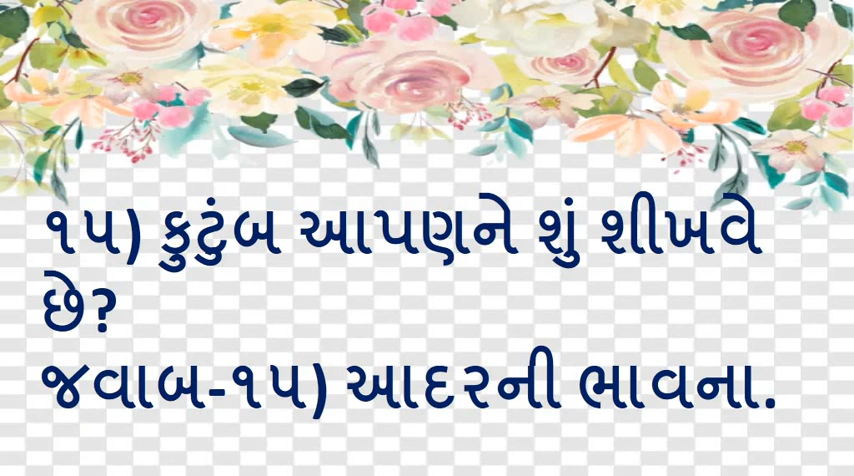 ૧૫) કુટુંબ આપણને શું શીખવે
છે?
જવાબ-૧૫) આદરની ભાવના.